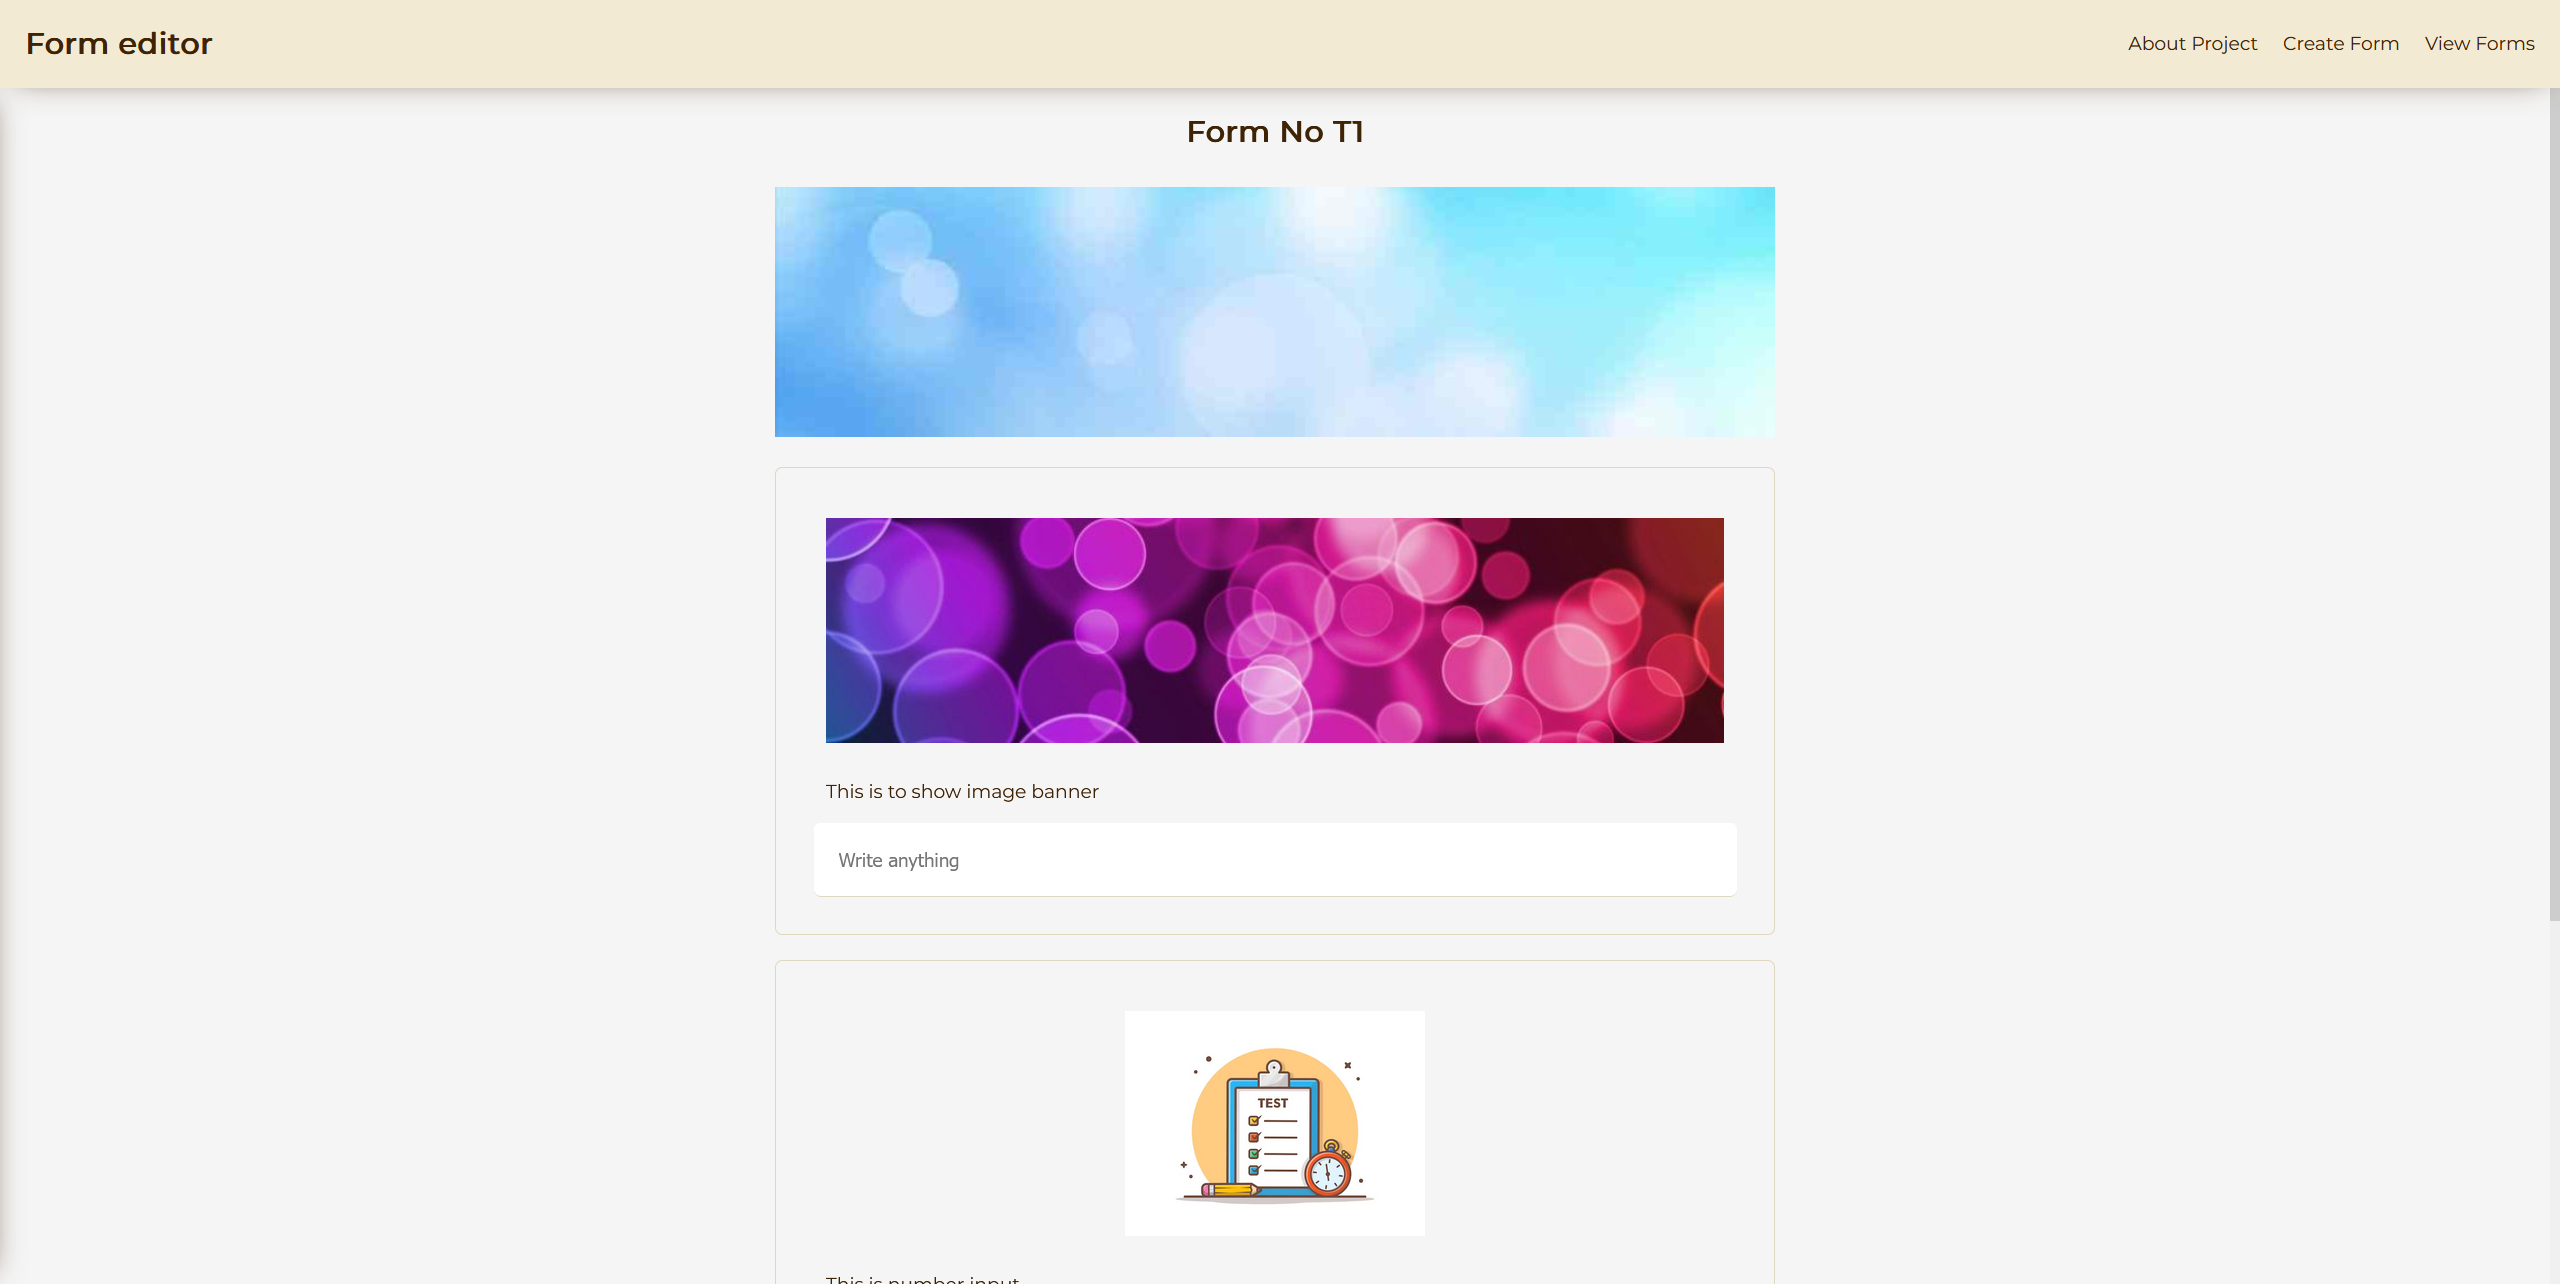 Form editor
About Project Create Form View Forms
Form No T1
This is to show image banner
Write anything
TEST
This is number input